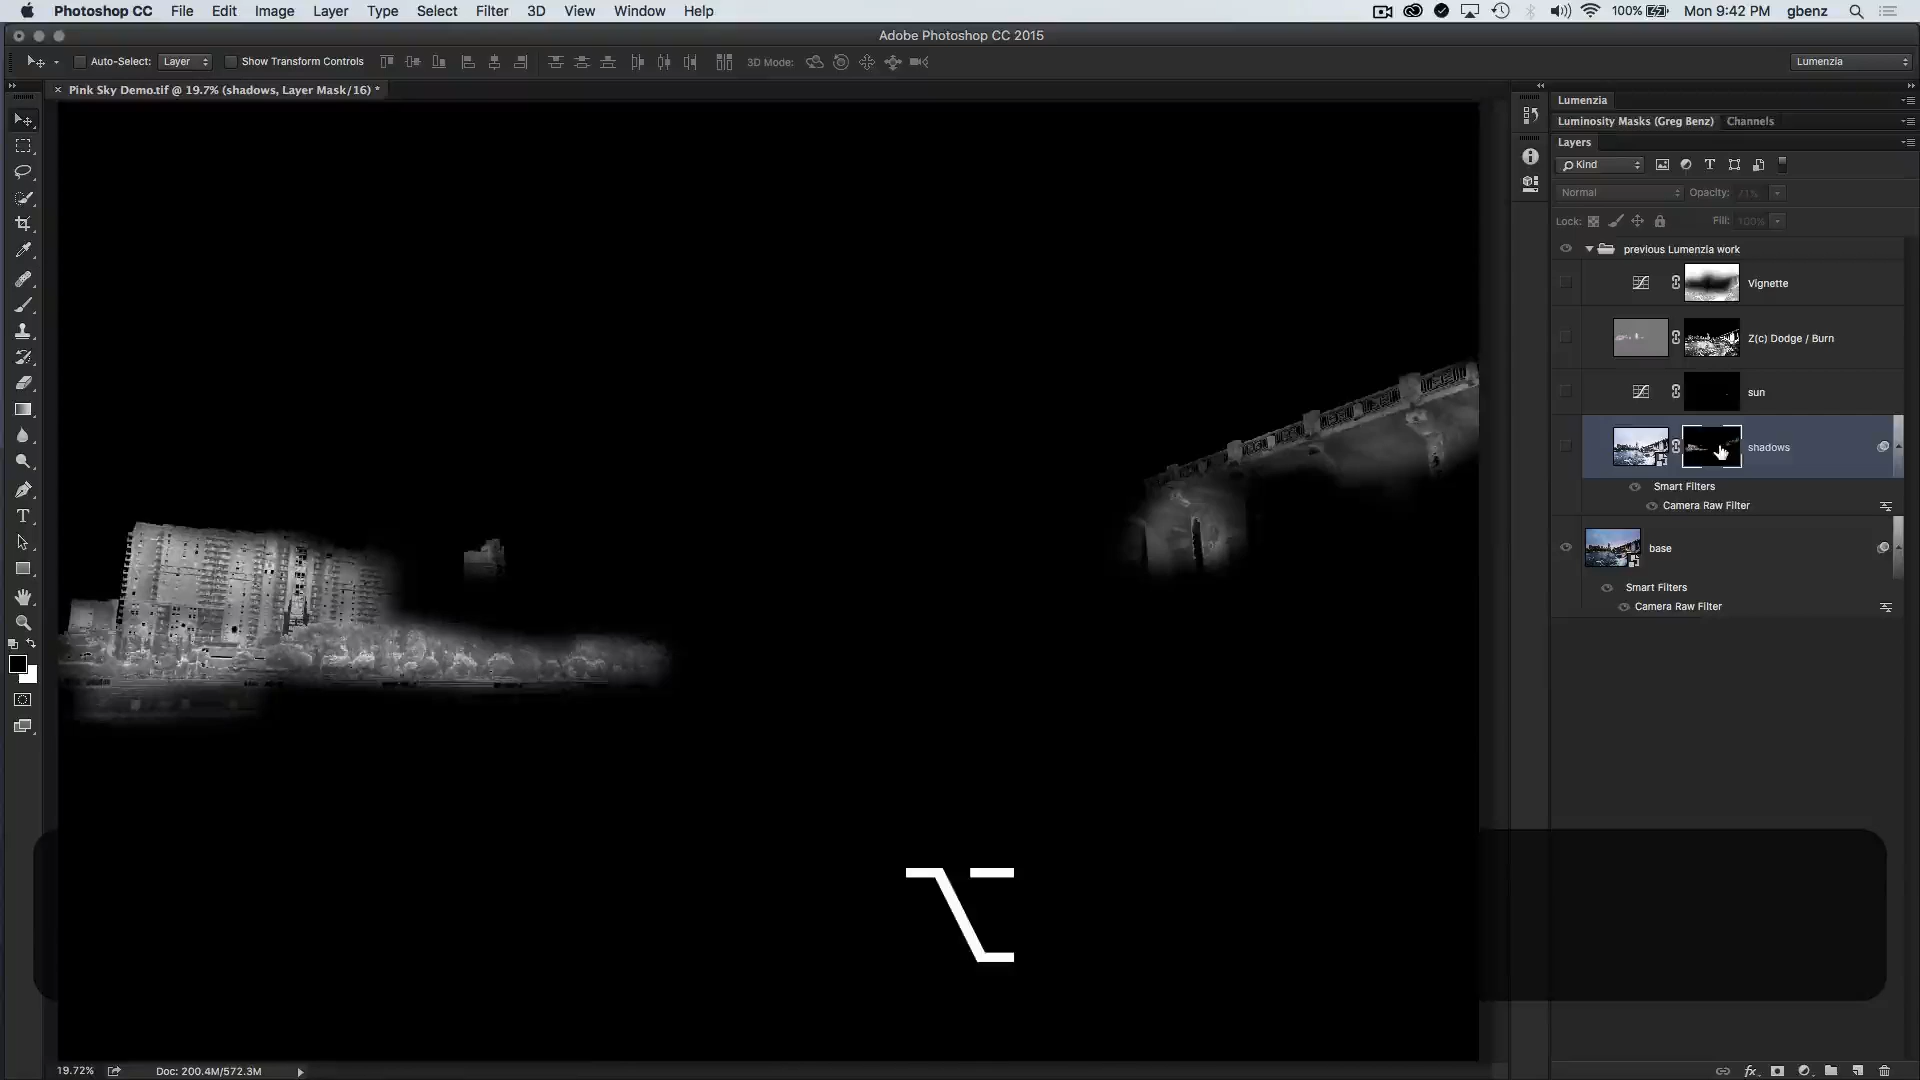 Photoshop CC File Edit Image Layer Type Select Filter 3D View Window Help 100% Mon 9:42 PM gbenz
Adobe Photoshop CC 2015
Auto-Select: Layer Show Transform Controls 3D Mode: Lumenzia
× Pink Sky Demo.tif @ 19.7% (shadows, Layer Mask/16) *
Lumenzia
Luminosity Masks (Greg Benz) Channels
Layers
Kind
Normal Opacity: 71%
Lock: Fill: 100%
previous Lumenzia work
Vignette
Z(c) Dodge / Burn
sun
shadows
Smart Filters
Camera Raw Filter
base
Smart Filters
Camera Raw Filter
⌥
19.72% Doc: 200.4M/572.3M